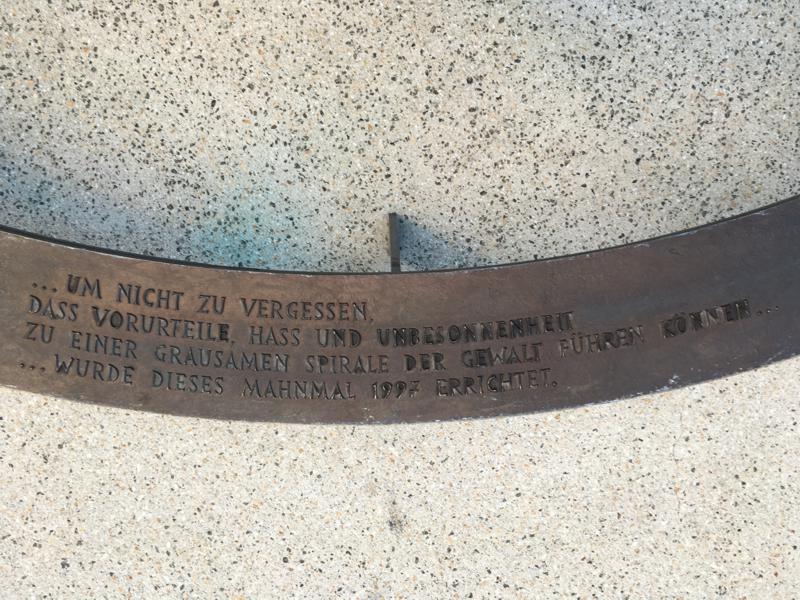 ...UM NICHT ZU VERGESSEN,
DASS VORURTEILE, HASS UND UNBESONNENHEIT
ZU EINER GRAUSAMEN SPIRALE DER GEWALT FÜHREN KÖNNEN...
...WURDE DIESES MAHNMAL 1997 ERRICHTET.